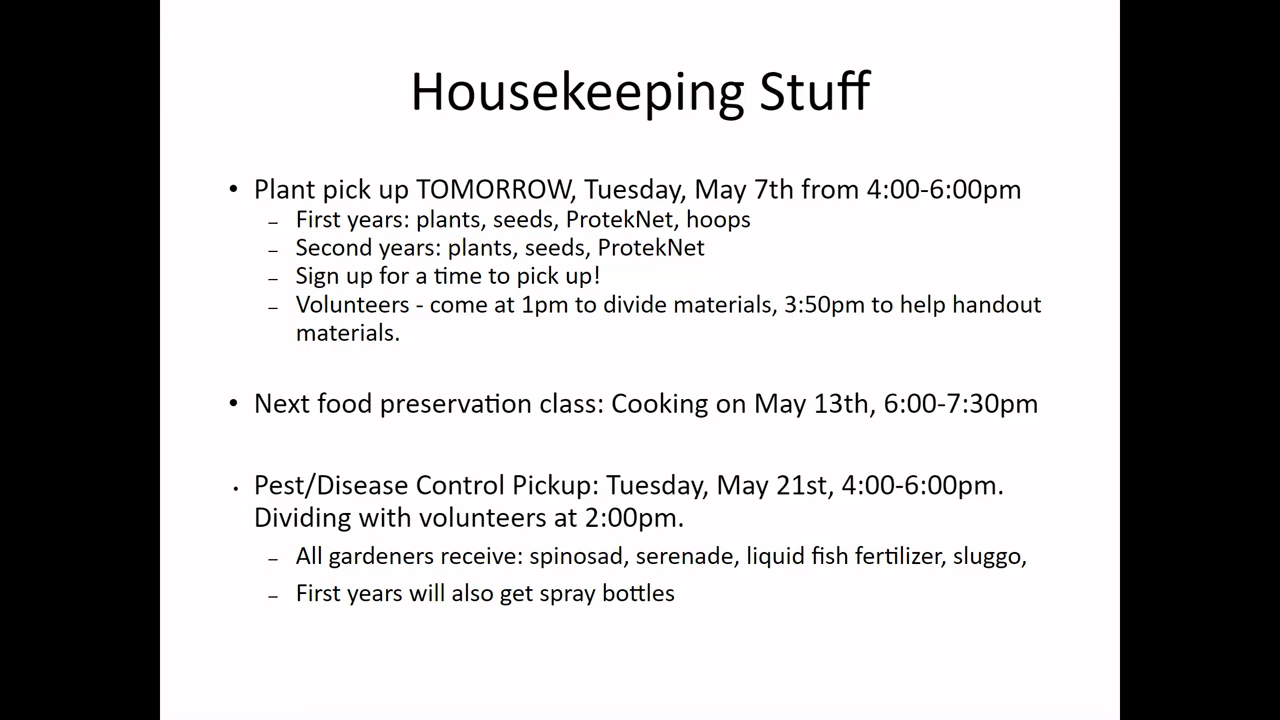 Housekeeping Stuff
• Plant pick up TOMORROW, Tuesday, May 7th from 4:00-6:00pm
– First years: plants, seeds, ProtekNet, hoops
– Second years: plants, seeds, ProtekNet
– Sign up for a time to pick up!
– Volunteers - come at 1pm to divide materials, 3:50pm to help handout
materials.
• Next food preservation class: Cooking on May 13th, 6:00-7:30pm
• Pest/Disease Control Pickup: Tuesday, May 21st, 4:00-6:00pm.
Dividing with volunteers at 2:00pm.
– All gardeners receive: spinosad, serenade, liquid fish fertilizer, sluggo,
– First years will also get spray bottles